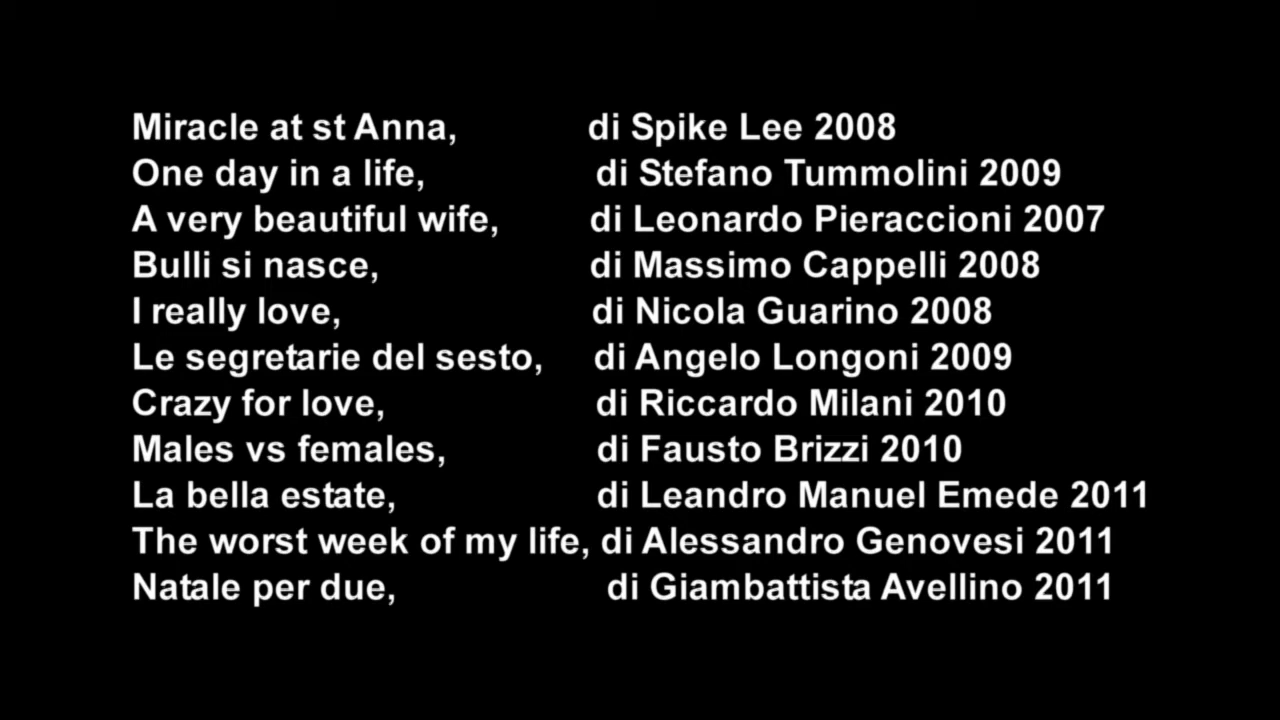 Miracle at st Anna, di Spike Lee 2008
One day in a life, di Stefano Tummolini 2009
A very beautiful wife, di Leonardo Pieraccioni 2007
Bulli si nasce, di Massimo Cappelli 2008
I really love, di Nicola Guarino 2008
Le segretarie del sesto, di Angelo Longoni 2009
Crazy for love, di Riccardo Milani 2010
Males vs females, di Fausto Brizzi 2010
La bella estate, di Leandro Manuel Emede 2011
The worst week of my life, di Alessandro Genovesi 2011
Natale per due, di Giambattista Avellino 2011